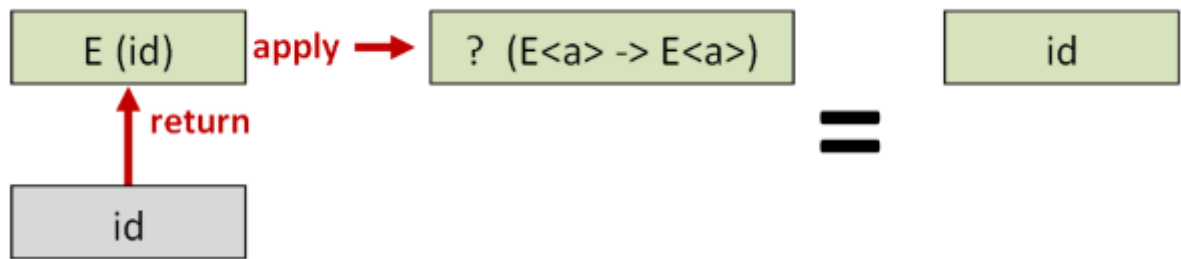 E (id)
apply
? (E<a> -> E<a>)
=
id
return
id